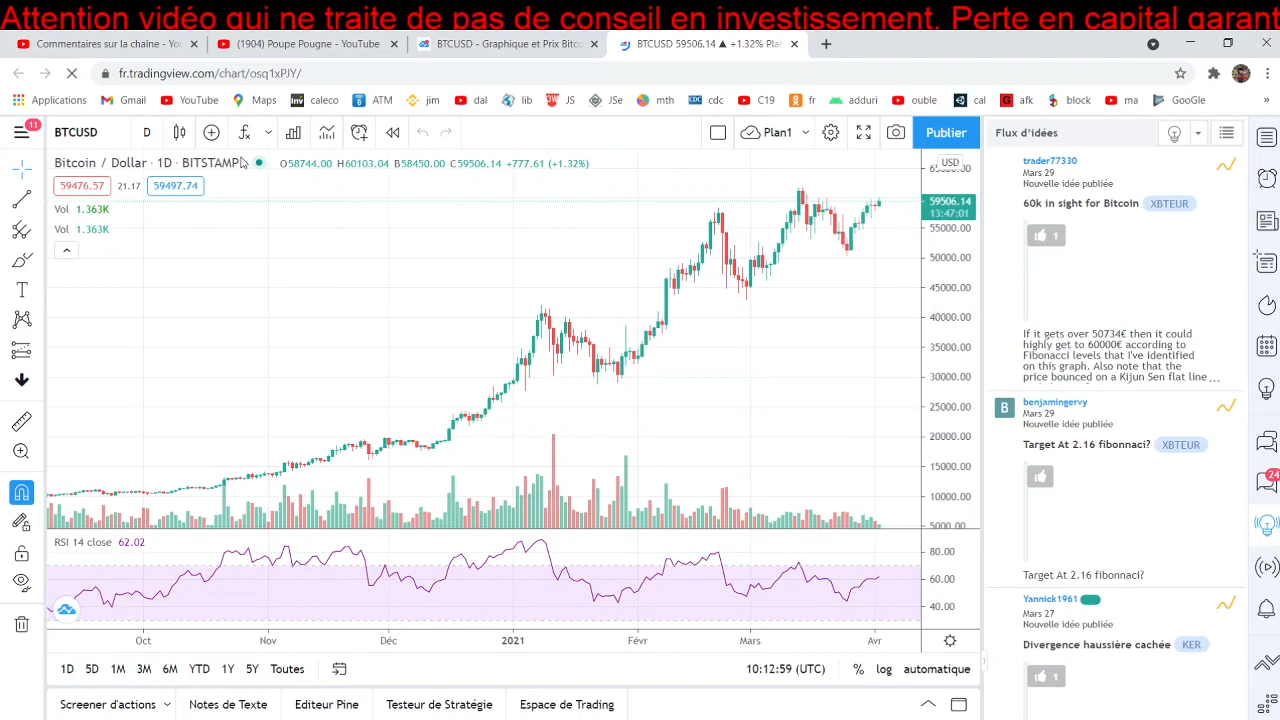 Attention vidéo qui ne traite de pas de conseil en investissement. Perte en capital garant
Commentaires sur la chaîne - You
(1904) Poupe Pougne - YouTube
BTCUSD - Graphique et Prix Bitco
BTCUSD 59506.14 ▲ +1.32% Plan
fr.tradingview.com/chart/osq1xPJY/
Applications
Gmail
YouTube
Maps
caleco
ATM
jim
dal
lib
JS
JSe
mth
cdc
C19
fr
adduri
ouble
cal
afk
block
ma
GooGle
11
BTCUSD
D
Plan1
Publier
Flux d'idées
Bitcoin / Dollar · 1D · BITSTAMP
O58744.00 H60103.04 B58450.00 C59506.14 +777.61 (+1.32%)
USD
59476.57
21.17
59497.74
Vol 1.363K
Vol 1.363K
65000.00
59506.14
13:47:01
55000.00
50000.00
45000.00
40000.00
35000.00
30000.00
25000.00
20000.00
15000.00
10000.00
5000.00
RSI 14 close 62.02
80.00
60.00
40.00
Oct
Nov
Déc
2021
Févr
Mars
Avr
1D
5D
1M
3M
6M
YTD
1Y
5Y
Toutes
10:12:59 (UTC)
%
log
automatique
Screener d'actions
Notes de Texte
Editeur Pine
Testeur de Stratégie
Espace de Trading
trader77330
Mars 29
Nouvelle idée publiée
60k in sight for Bitcoin XBTEUR
1
If it gets over 50734€ then it could
highly get to 60000€ according to
Fibonacci levels that I've identified
on this graph. Also note that the
price bounced on a Kijun Sen flat line ...
B
benjamingervy
Mars 29
Nouvelle idée publiée
Target At 2.16 fibonnaci? XBTEUR
Target At 2.16 fibonnaci?
Yannick1961
Mars 27
Nouvelle idée publiée
Divergence haussière cachée KER
1
24